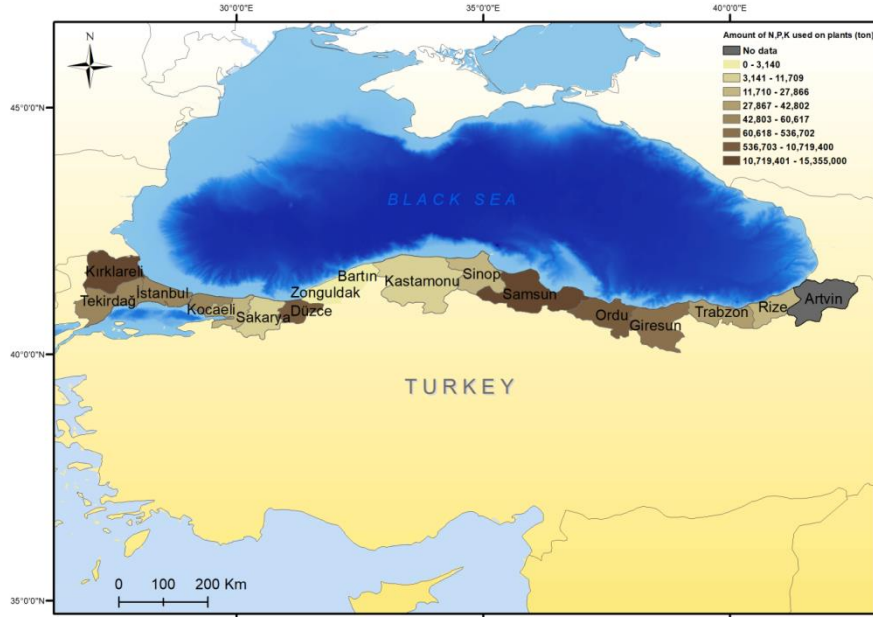 30°0'0"E
35°0'0"E
40°0'0"E
N
Amount of N,P,K used on plants (ton)
No data
0 - 3,140
3,141 - 11,709
11,710 - 27,866
27,867 - 42,802
42,803 - 60,617
60,618 - 536,702
536,703 - 10,719,400
10,719,401 - 15,355,000
45°0'0"N
BLACK SEA
Kırklareli
Tekirdağ
İstanbul
Kocaeli
Sakarya
Düzce
Zonguldak
Bartın
Kastamonu
Sinop
Samsun
Ordu
Giresun
Trabzon
Rize
Artvin
40°0'0"N
TURKEY
0 100 200 Km
35°0'0"N